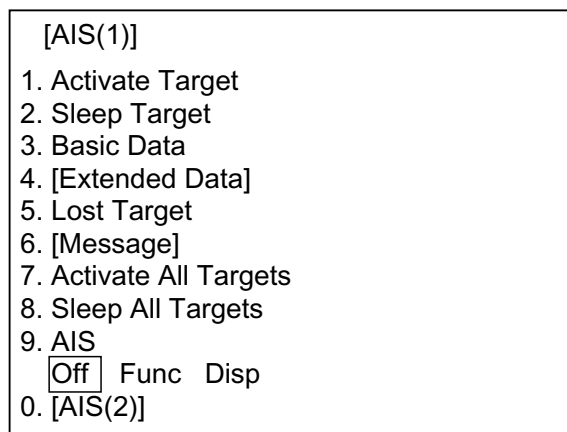 [AIS(1)]
1. Activate Target
2. Sleep Target
3. Basic Data
4. [Extended Data]
5. Lost Target
6. [Message]
7. Activate All Targets
8. Sleep All Targets
9. AIS
Off Func Disp
0. [AIS(2)]